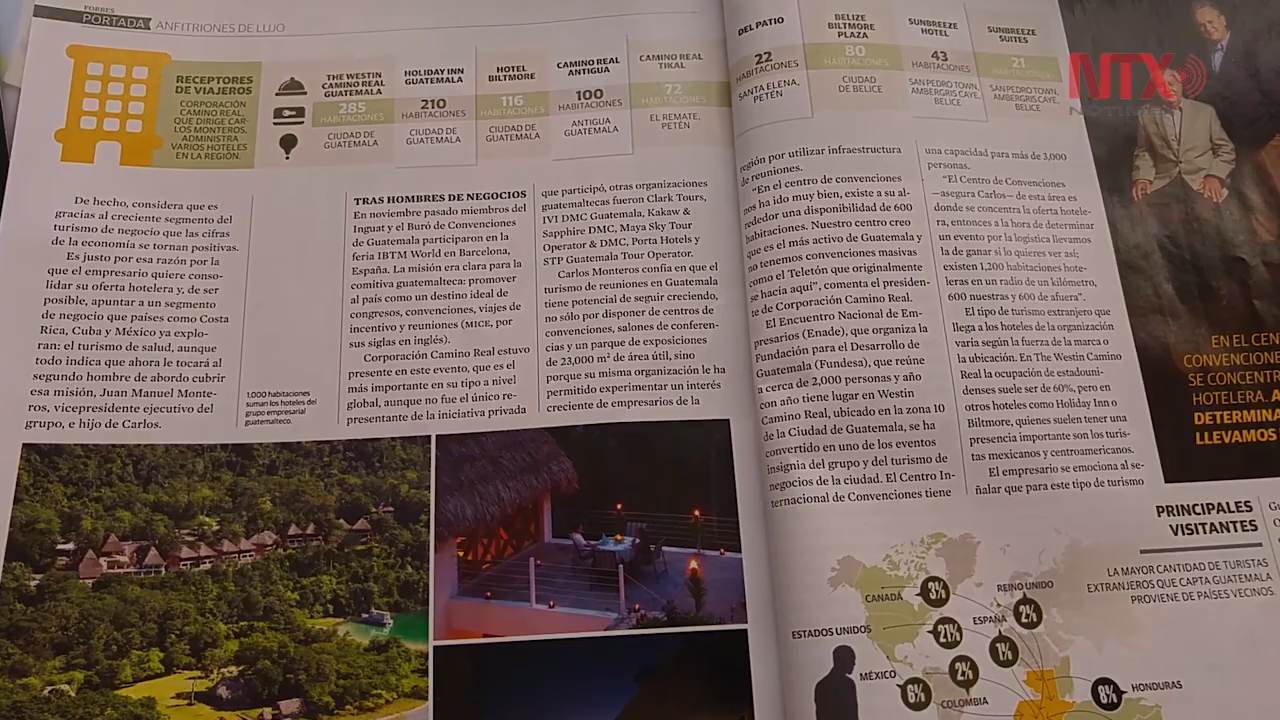 FORBES
PORTADA
ANFITRIONES DE LUJO
RECEPTORES
DE VIAJEROS
CORPORACIÓN
CAMINO REAL,
QUE DIRIGE CAR-
LOS MONTEROS,
ADMINISTRA
VARIOS HOTELES
EN LA REGIÓN.
THE WESTIN
CAMINO REAL
GUATEMALA
285
HABITACIONES
CIUDAD DE
GUATEMALA
HOLIDAY INN
GUATEMALA
210
HABITACIONES
CIUDAD DE
GUATEMALA
HOTEL
BILTMORE
116
HABITACIONES
CIUDAD DE
GUATEMALA
CAMINO REAL
ANTIGUA
100
HABITACIONES
ANTIGUA
GUATEMALA
CAMINO REAL
TIKAL
72
HABITACIONES
EL REMATE,
PETÉN
DEL PATIO
22
HABITACIONES
SANTA ELENA,
PETÉN
BELIZE
BILTMORE
PLAZA
80
HABITACIONES
CIUDAD
DE BELICE
SUNBREEZE
HOTEL
43
HABITACIONES
SAN PEDRO TOWN,
AMBERGRIS CAYE,
BELICE
SUNBREEZE
SUITES
21
HABITACIONES
SAN PEDRO TOWN,
AMBERGRIS CAYE,
BELICE
NTX
De hecho, considera que es
gracias al creciente segmento del
turismo de negocio que las cifras
de la economía se tornan positivas.
Es justo por esa razón por la
que el empresario quiere conso-
lidar su oferta hotelera y, de ser
posible, apuntar a un segmento
de negocio que países como Costa
Rica, Cuba y México ya explo-
ran: el turismo de salud, aunque
todo indica que ahora le tocará al
segundo hombre de abordo cubrir
esa misión, Juan Manuel Monte-
ros, vicepresidente ejecutivo del
grupo, e hijo de Carlos.
1,000 habitaciones
suman los hoteles del
grupo empresarial
guatemalteco.
TRAS HOMBRES DE NEGOCIOS
En noviembre pasado miembros del
Inguat y el Buró de Convenciones
de Guatemala participaron en la
feria IBTM World en Barcelona,
España. La misión era clara para la
comitiva guatemalteca: promover
al país como un destino ideal de
congresos, convenciones, viajes de
incentivo y reuniones (MICE, por
sus siglas en inglés).
Corporación Camino Real estuvo
presente en este evento, que es el
más importante en su tipo a nivel
global, aunque no fue el único re-
presentante de la iniciativa privada
que participó, otras organizaciones
guatemaltecas fueron Clark Tours,
IVI DMC Guatemala, Kakaw &
Sapphire DMC, Maya Sky Tour
Operator & DMC, Porta Hotels y
STP Guatemala Tour Operator.
Carlos Monteros confía en que el
turismo de reuniones en Guatemala
tiene potencial de seguir creciendo,
no sólo por disponer de centros de
convenciones, salones de conferen-
cias y un parque de exposiciones
de 23,000 m² de área útil, sino
porque su misma organización le ha
permitido experimentar un interés
creciente de empresarios de la
región por utilizar infraestructura
de reuniones.
"En el centro de convenciones
nos ha ido muy bien, existe a su al-
rededor una disponibilidad de 600
habitaciones. Nuestro centro creo
que es el más activo de Guatemala y
no tenemos convenciones masivas
como el Teletón que originalmente
se hacía aquí", comenta el presiden-
te de Corporación Camino Real.
El Encuentro Nacional de Em-
presarios (Enade), que organiza la
Fundación para el Desarrollo de
Guatemala (Fundesa), que reúne
a cerca de 2,000 personas y año
con año tiene lugar en Westin
Camino Real, ubicado en la zona 10
de la Ciudad de Guatemala, se ha
convertido en uno de los eventos
insignia del grupo y del turismo de
negocios de la ciudad. El Centro In-
ternacional de Convenciones tiene
una capacidad para más de 3,000
personas.
"El Centro de Convenciones
—asegura Carlos— de esta área es
donde se concentra la oferta hotele-
ra, entonces a la hora de determinar
un evento por la logística llevamos
la de ganar si lo quieres ver así;
existen 1,200 habitaciones hote-
leras en un radio de un kilómetro,
600 nuestras y 600 de afuera".
El tipo de turismo extranjero que
llega a los hoteles de la organización
varía según la fuerza de la marca o
la ubicación. En The Westin Camino
Real la ocupación de estadouni-
denses suele ser de 60%, pero en
otros hoteles como Holiday Inn o
Biltmore, quienes suelen tener una
presencia importante son los turis-
tas mexicanos y centroamericanos.
El empresario se emociona al se-
ñalar que para este tipo de turismo
EN EL CEN
CONVENCIONE
SE CONCENTR
HOTELERA. A
DETERMINA
LLEVAMOS
PRINCIPALES
VISITANTES
LA MAYOR CANTIDAD DE TURISTAS
EXTRANJEROS QUE CAPTA GUATEMALA
PROVIENE DE PAÍSES VECINOS.
CANADÁ
3%
REINO UNIDO
2%
ESTADOS UNIDOS
21%
ESPAÑA
1%
MÉXICO
6%
2%
COLOMBIA
8%
HONDURAS